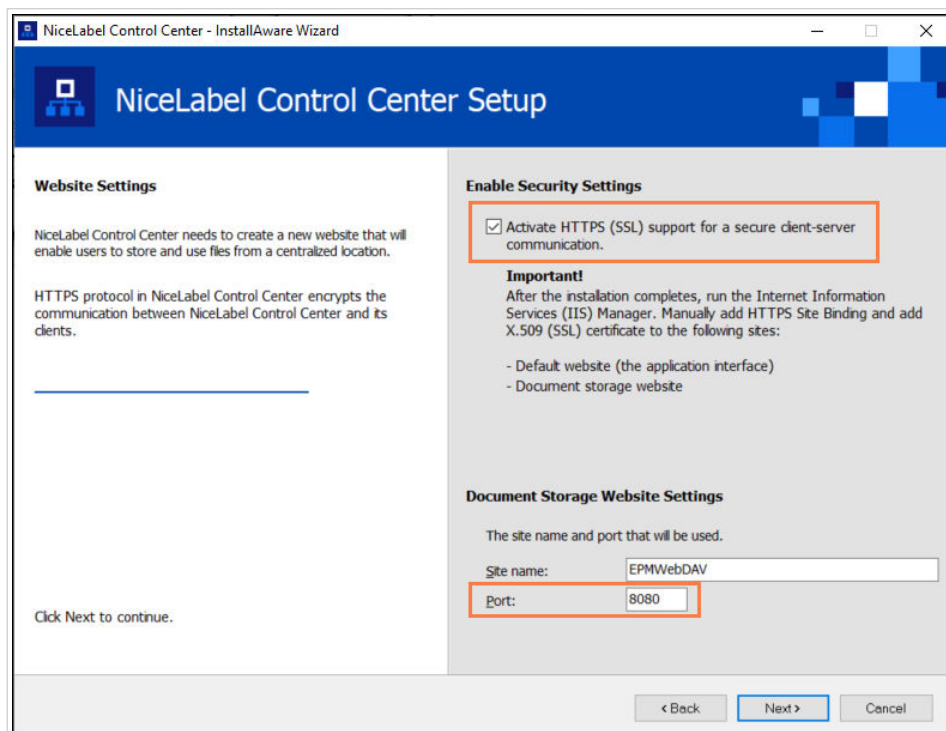 NiceLabel Control Center - InstallAware Wizard
NiceLabel Control Center Setup
Website Settings
NiceLabel Control Center needs to create a new website that will
enable users to store and use files from a centralized location.
HTTPS protocol in NiceLabel Control Center encrypts the
communication between NiceLabel Control Center and its
clients.
Click Next to continue.
Enable Security Settings
Activate HTTPS (SSL) support for a secure client-server
communication.
Important!
After the installation completes, run the Internet Information
Services (IIS) Manager. Manually add HTTPS Site Binding and add
X.509 (SSL) certificate to the following sites:
- Default website (the application interface)
- Document storage website
Document Storage Website Settings
The site name and port that will be used.
Site name: EPMWebDAV
Port: 8080
< Back Next > Cancel